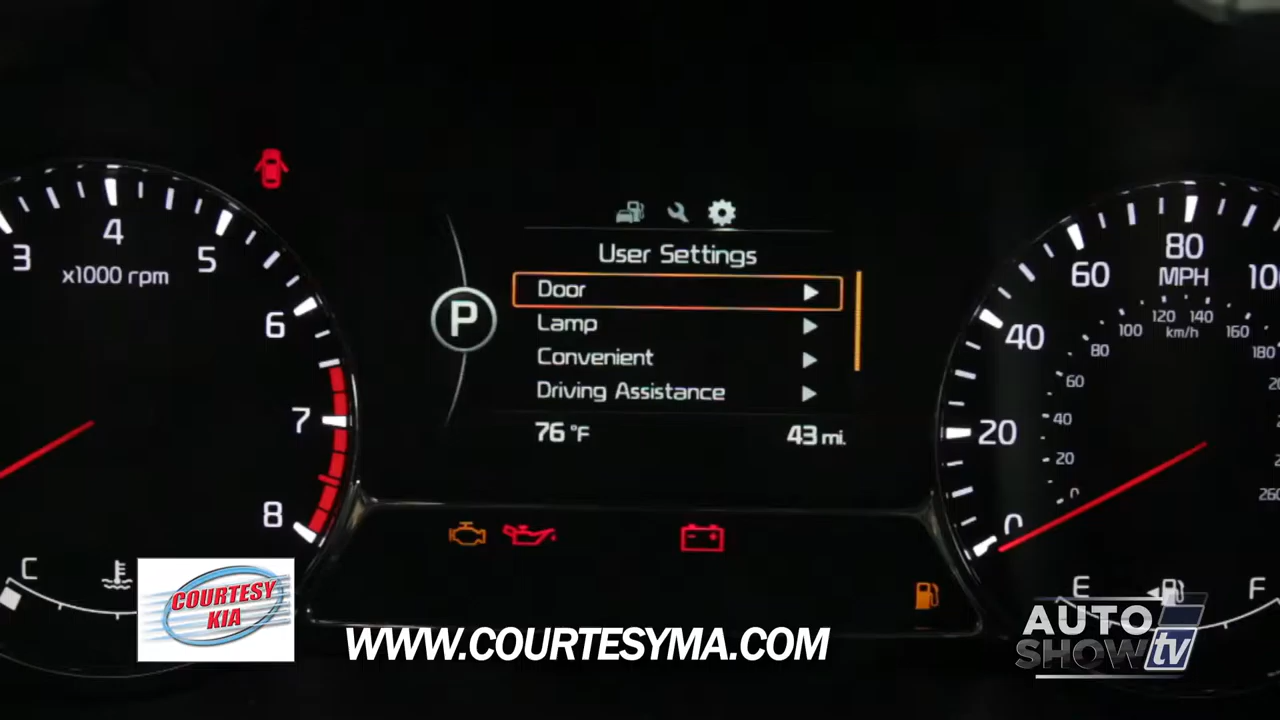 3
4
5
x1000 rpm
6
7
8
C
P
User Settings
Door
Lamp
Convenient
Driving Assistance
76 °F
43 mi.
0
20
40
60
80
MPH
0
20
40
60
80
100
120
140
160
180
km/h
E
F
COURTESY
KIA
WWW.COURTESYMA.COM
AUTO
SHOW tv